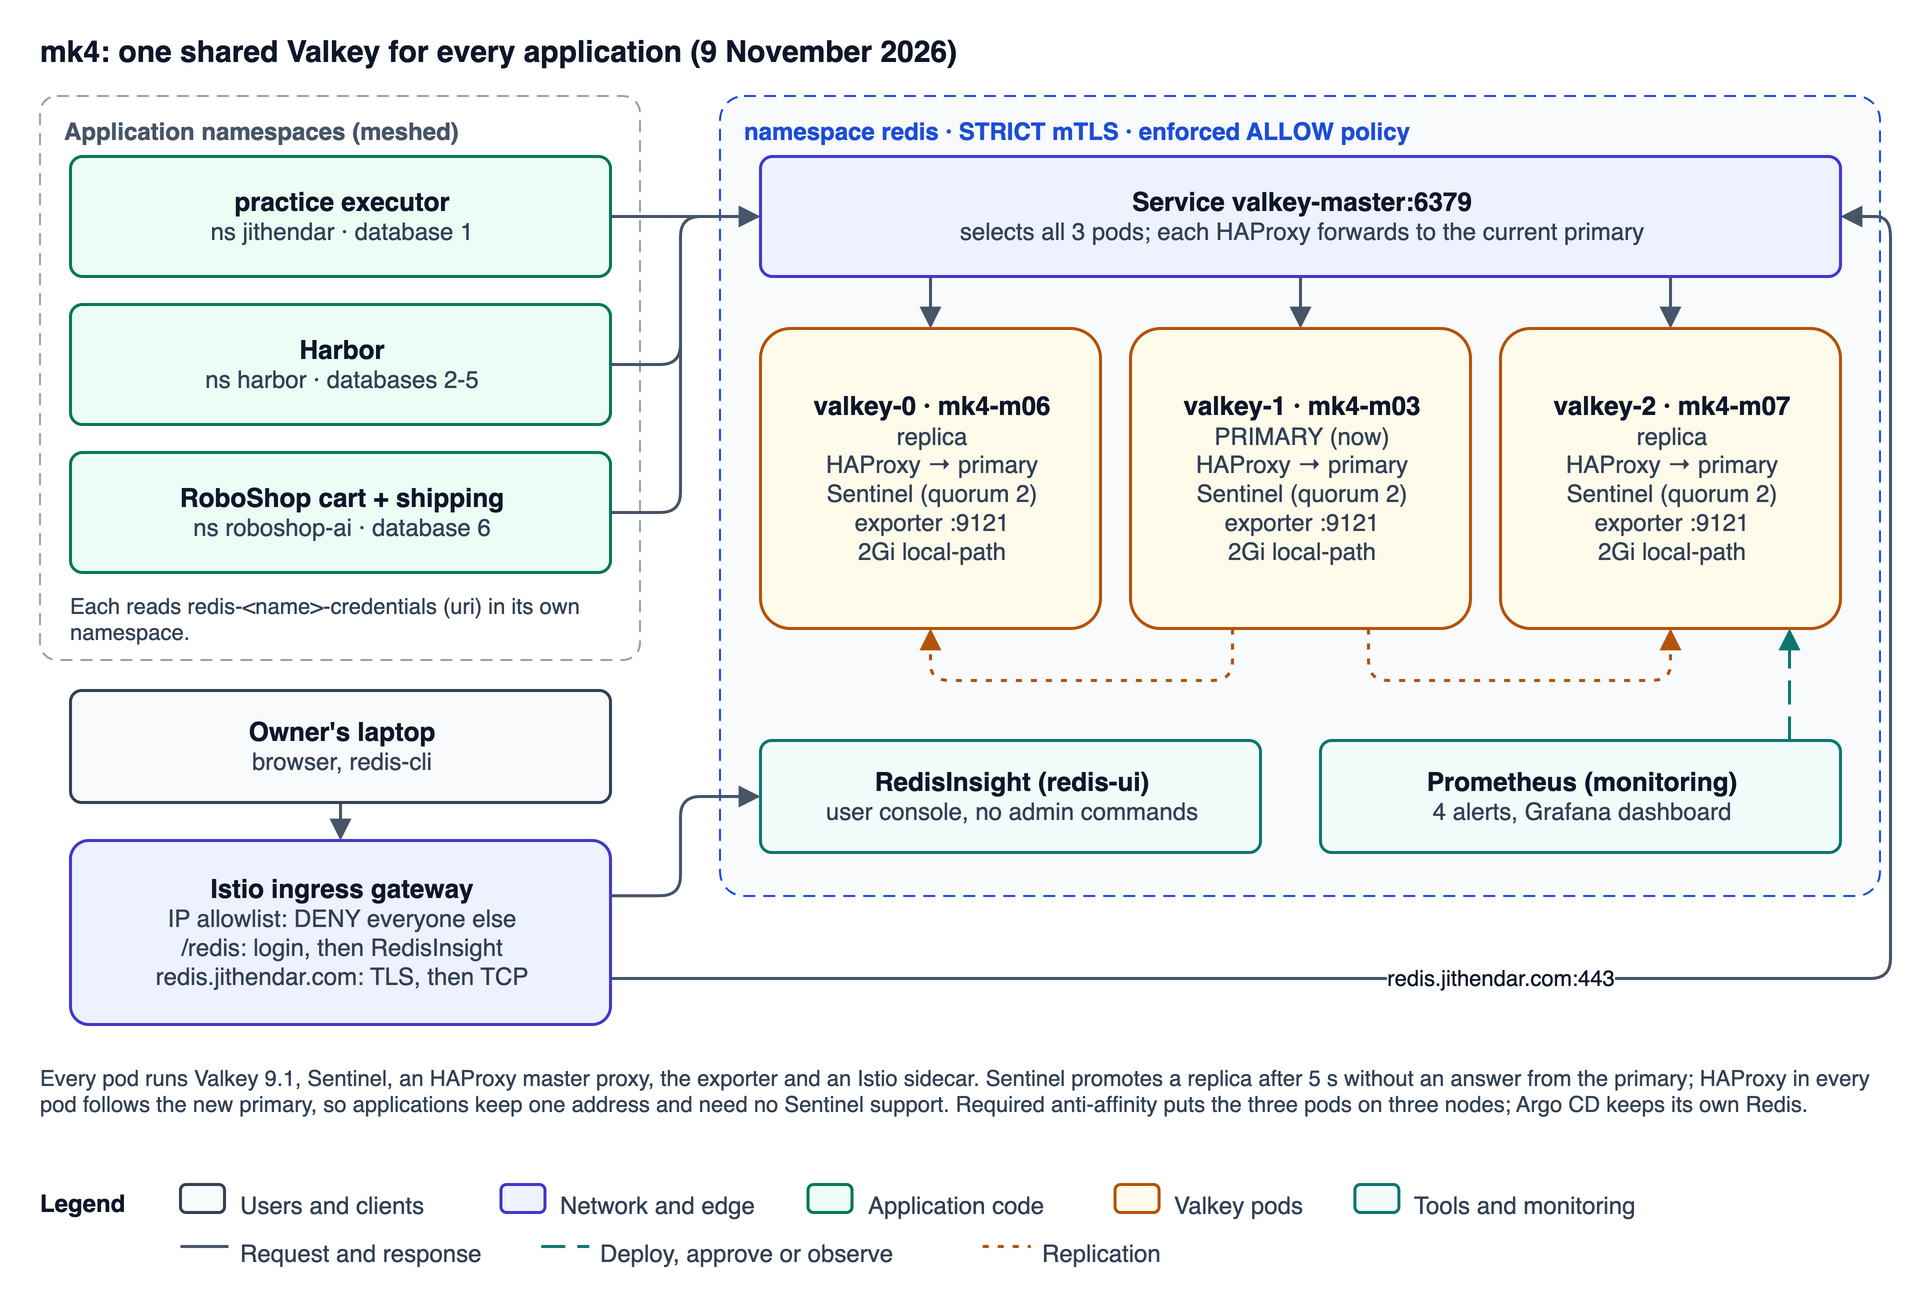 mk4: one shared Valkey for every application (9 November 2026)
Application namespaces (meshed)
practice executor
ns jithendar · database 1
Harbor
ns harbor · databases 2-5
RoboShop cart + shipping
ns roboshop-ai · database 6
Each reads redis-<name>-credentials (uri) in its own
namespace.
namespace redis · STRICT mTLS · enforced ALLOW policy
Service valkey-master:6379
selects all 3 pods; each HAProxy forwards to the current primary
valkey-0 · mk4-m06
replica
HAProxy → primary
Sentinel (quorum 2)
exporter :9121
2Gi local-path
valkey-1 · mk4-m03
PRIMARY (now)
HAProxy → primary
Sentinel (quorum 2)
exporter :9121
2Gi local-path
valkey-2 · mk4-m07
replica
HAProxy → primary
Sentinel (quorum 2)
exporter :9121
2Gi local-path
Owner's laptop
browser, redis-cli
RedisInsight (redis-ui)
user console, no admin commands
Prometheus (monitoring)
4 alerts, Grafana dashboard
Istio ingress gateway
IP allowlist: DENY everyone else
/redis: login, then RedisInsight
redis.jithendar.com: TLS, then TCP
redis.jithendar.com:443
Every pod runs Valkey 9.1, Sentinel, an HAProxy master proxy, the exporter and an Istio sidecar. Sentinel promotes a replica after 5 s without an answer from the primary; HAProxy in every
pod follows the new primary, so applications keep one address and need no Sentinel support. Required anti-affinity puts the three pods on three nodes; Argo CD keeps its own Redis.
Legend
Users and clients
Network and edge
Application code
Valkey pods
Tools and monitoring
Request and response
Deploy, approve or observe
Replication